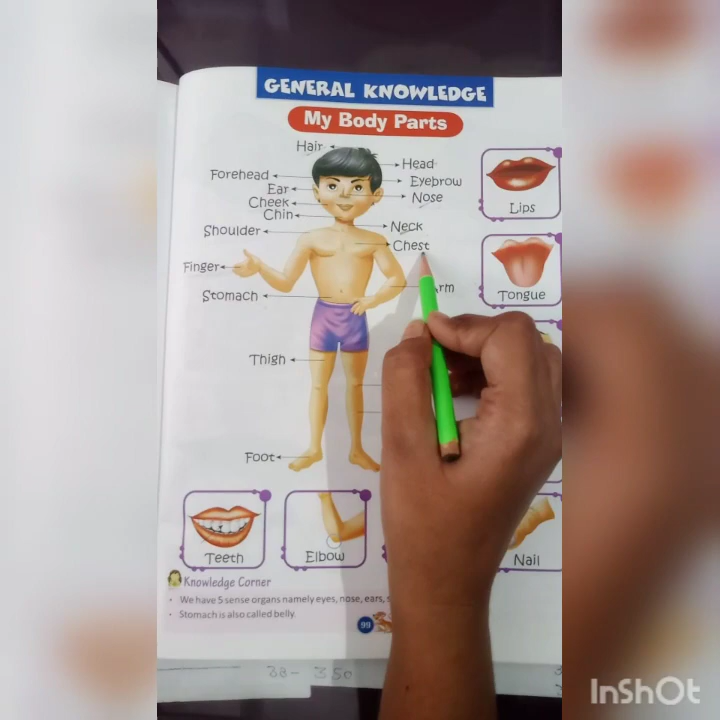 GENERAL KNOWLEDGE
My Body Parts
Hair
Head
Forehead
Eyebrow
Ear
Nose
Cheek
Chin
Neck
Shoulder
Chest
Finger
Stomach
Thigh
Foot
Lips
Tongue
Teeth
Elbow
Nail
Knowledge Corner
• We have 5 sense organs namely eyes, nose, ears,
• Stomach is also called belly.
99
38 - 350
InShOt